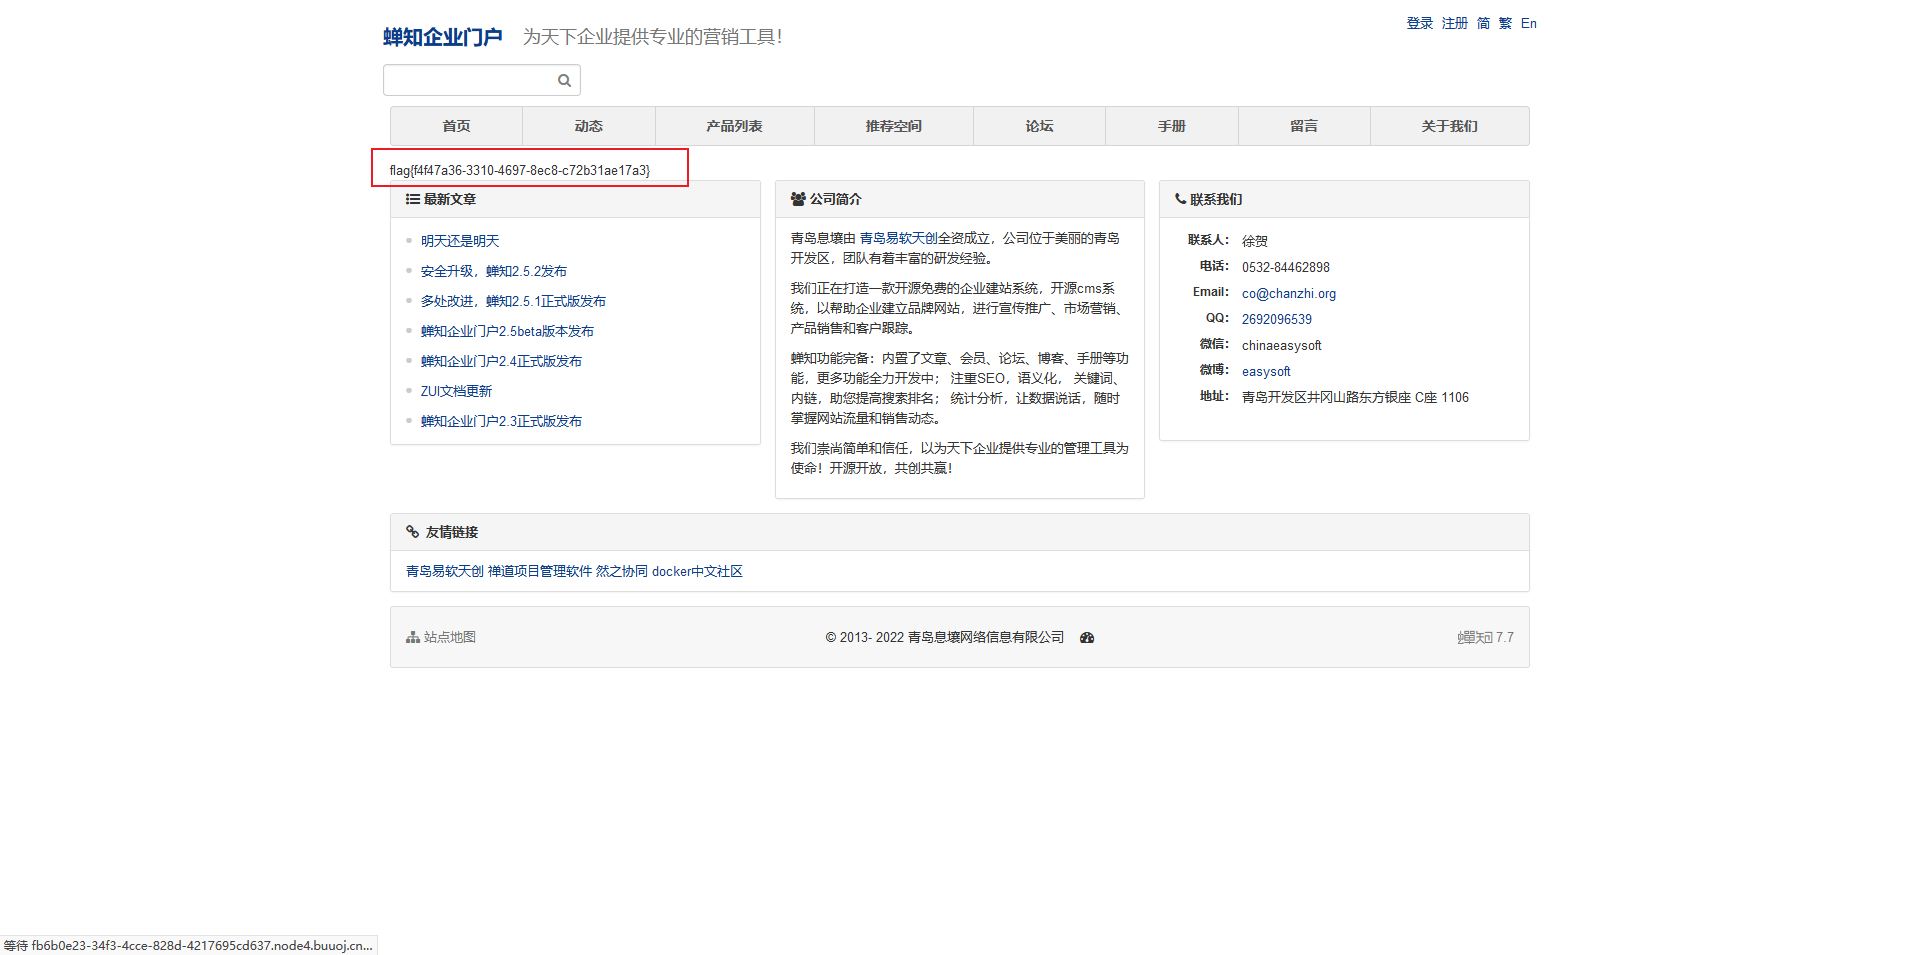 蝉知企业门户 为天下企业提供专业的营销工具！
登录 注册 简 繁 En
首页 动态 产品列表 推荐空间 论坛 手册 留言 关于我们
flag{f4f47a36-3310-4697-8ec8-c72b31ae17a3}
最新文章
明天还是明天
安全升级，蝉知2.5.2发布
多处改进，蝉知2.5.1正式版发布
蝉知企业门户2.5beta版本发布
蝉知企业门户2.4正式版发布
ZUI文档更新
蝉知企业门户2.3正式版发布
公司简介
青岛息壤由 青岛易软天创全资成立，公司位于美丽的青岛
开发区，团队有着丰富的研发经验。
我们正在打造一款开源免费的企业建站系统，开源cms系
统，以帮助企业建立品牌网站，进行宣传推广、市场营销、
产品销售和客户跟踪。
蝉知功能完备：内置了文章、会员、论坛、博客、手册等功
能，更多功能全力开发中； 注重SEO，语义化， 关键词、
内链，助您提高搜索排名； 统计分析，让数据说话，随时
掌握网站流量和销售动态。
我们崇尚简单和信任，以为天下企业提供专业的管理工具为
使命！开源开放，共创共赢！
联系我们
联系人： 徐贺
电话： 0532-84462898
Email： co@chanzhi.org
QQ： 2692096539
微信： chinaeasysoft
微博： easysoft
地址： 青岛开发区井冈山路东方银座 C座 1106
友情链接
青岛易软天创 禅道项目管理软件 然之协同 docker中文社区
站点地图
© 2013- 2022 青岛息壤网络信息有限公司
蟬知 7.7
等待 fb6b0e23-34f3-4cce-828d-4217695cd637.node4.buuoj.cn...